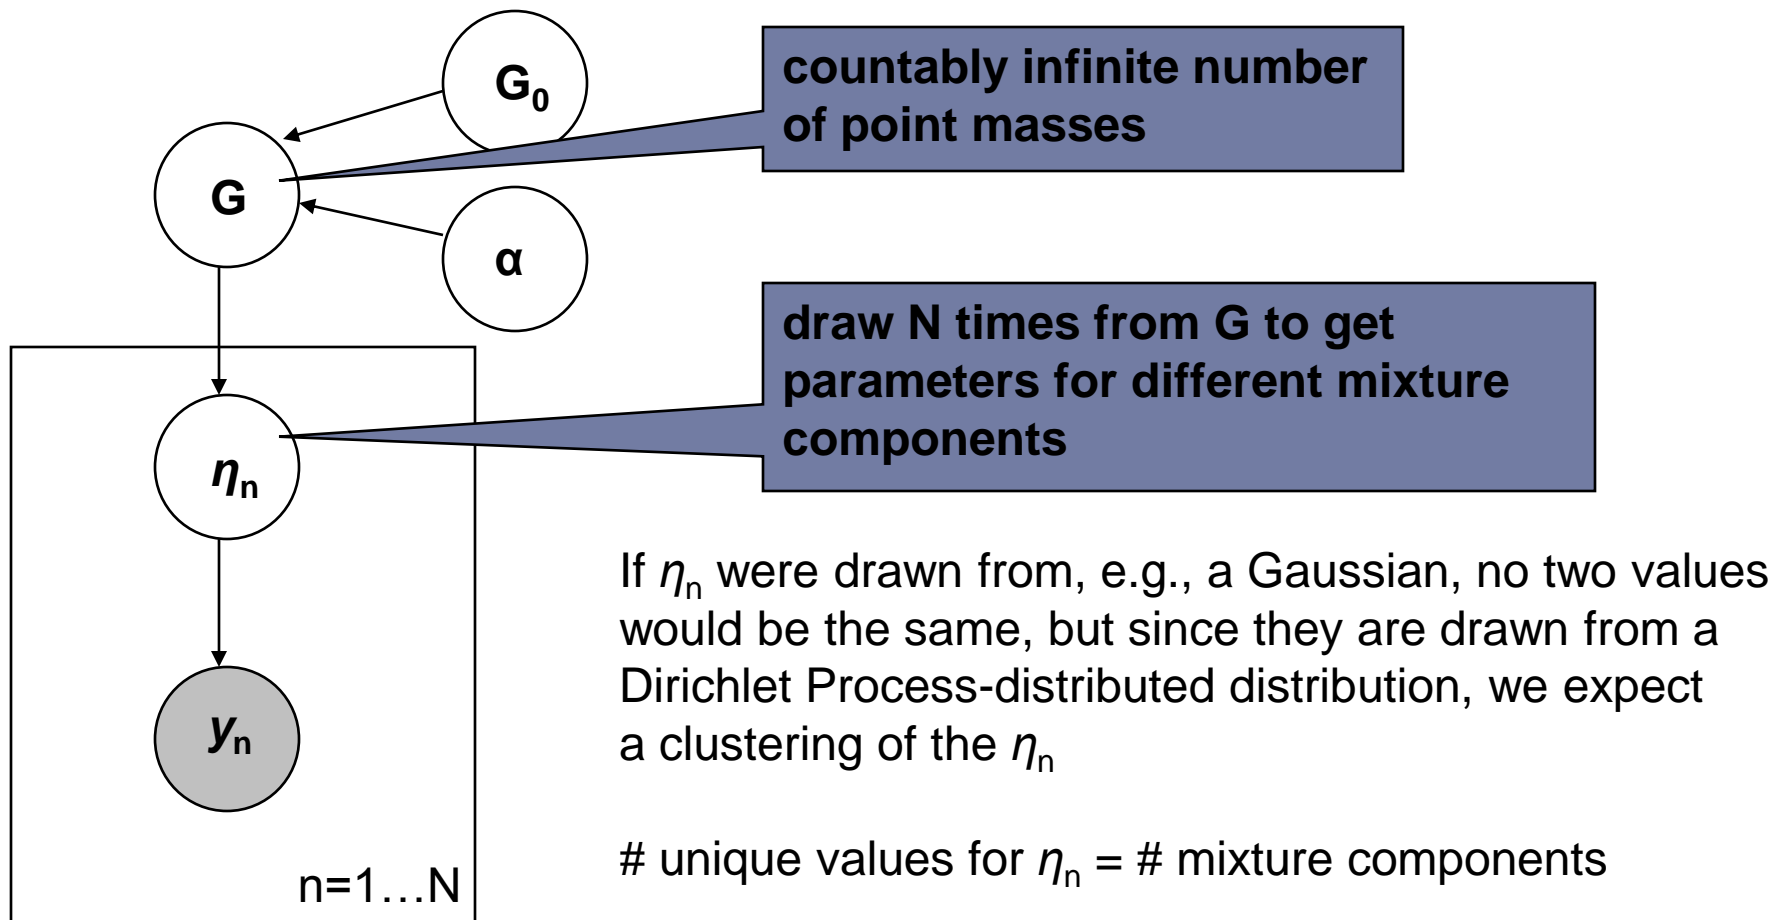 G₀
countably infinite number
of point masses
G
α
draw N times from G to get
parameters for different mixture
components
ηₙ
If ηₙ were drawn from, e.g., a Gaussian, no two values
would be the same, but since they are drawn from a
Dirichlet Process-distributed distribution, we expect
a clustering of the ηₙ
yₙ
# unique values for ηₙ = # mixture components
n=1…N